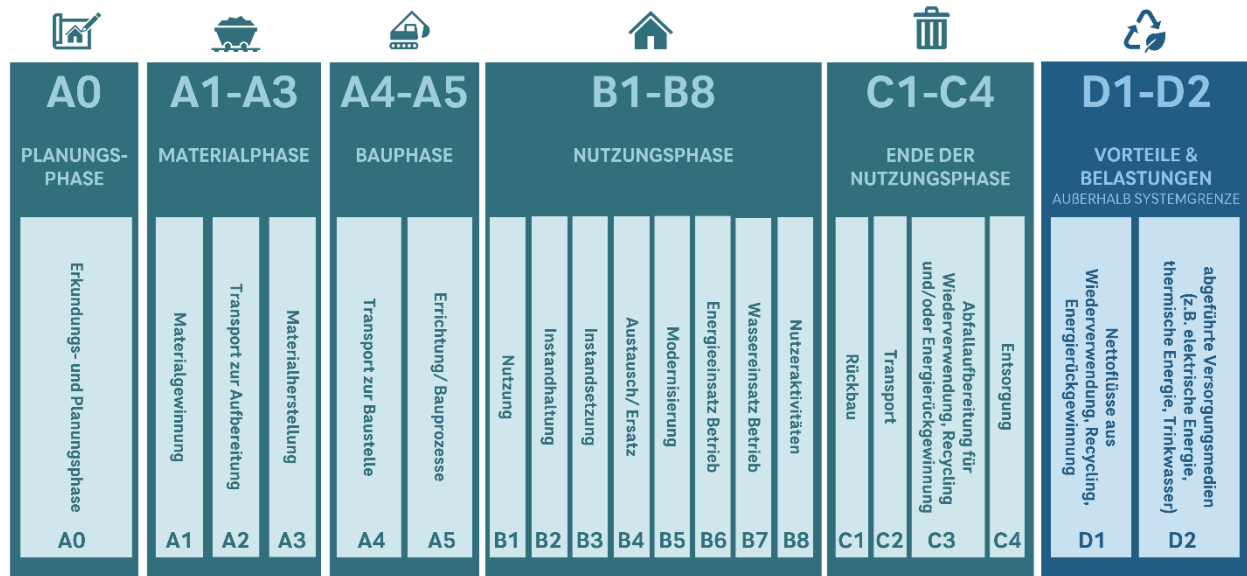 A0
PLANUNGS-
PHASE
Erkundungs- und Planungsphase
A0
A1-A3
MATERIALPHASE
Materialgewinnung
A1
Transport zur Aufbereitung
A2
Materialherstellung
A3
A4-A5
BAUPHASE
Transport zur Baustelle
A4
Errichtung/ Bauprozesse
A5
B1-B8
NUTZUNGSPHASE
Nutzung
B1
Instandhaltung
B2
Instandsetzung
B3
Austausch/ Ersatz
B4
Modernisierung
B5
Energieeinsatz Betrieb
B6
Wassereinsatz Betrieb
B7
Nutzeraktivitäten
B8
C1-C4
ENDE DER
NUTZUNGSPHASE
Rückbau
C1
Transport
C2
Abfallaufbereitung für
Wiederverwendung, Recycling
und/oder Energierückgewinnung
C3
Entsorgung
C4
D1-D2
VORTEILE &
BELASTUNGEN
AUßERHALB SYSTEMGRENZE
Nettoflüsse aus
Wiederverwendung, Recycling,
Energierückgewinnung
D1
abgeführte Versorgungsmedien
(z.B. elektrische Energie,
thermische Energie, Trinkwasser)
D2